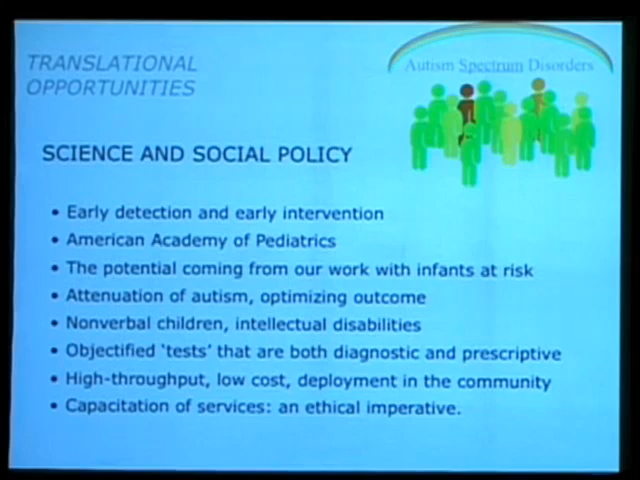 TRANSLATIONAL
OPPORTUNITIES
Autism Spectrum Disorders
SCIENCE AND SOCIAL POLICY
• Early detection and early intervention
• American Academy of Pediatrics
• The potential coming from our work with infants at risk
• Attenuation of autism, optimizing outcome
• Nonverbal children, intellectual disabilities
• Objectified 'tests' that are both diagnostic and prescriptive
• High-throughput, low cost, deployment in the community
• Capacitation of services: an ethical imperative.